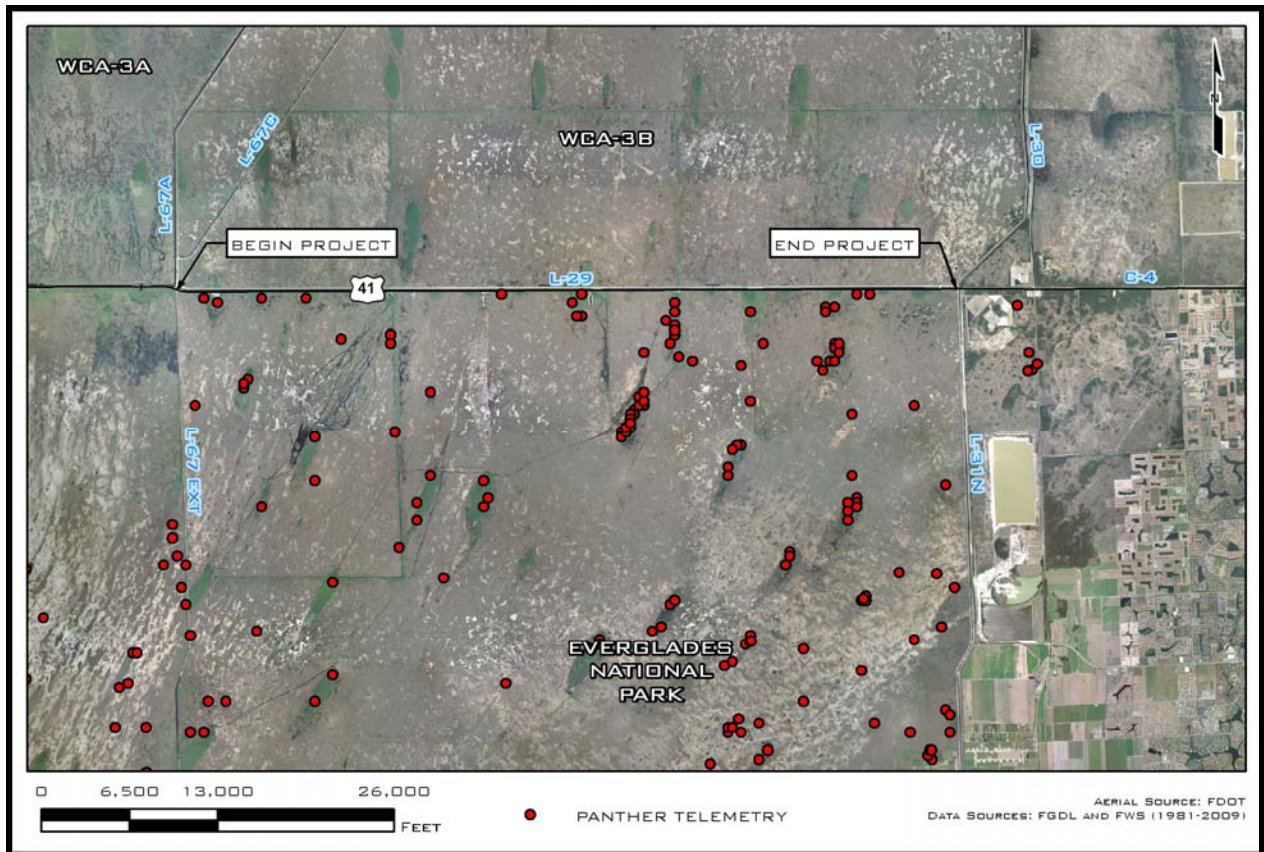 WCA-3A
L-67C
WCA-3B
L-30
N
L-67A
BEGIN PROJECT
END PROJECT
L-29
C-4
41
L-67 EXT
L-31N
EVERGLADES
NATIONAL
PARK
0 6,500 13,000 26,000
FEET
PANTHER TELEMETRY
AERIAL SOURCE: FDOT
DATA SOURCES: FGDL AND FWS (1981-2009)